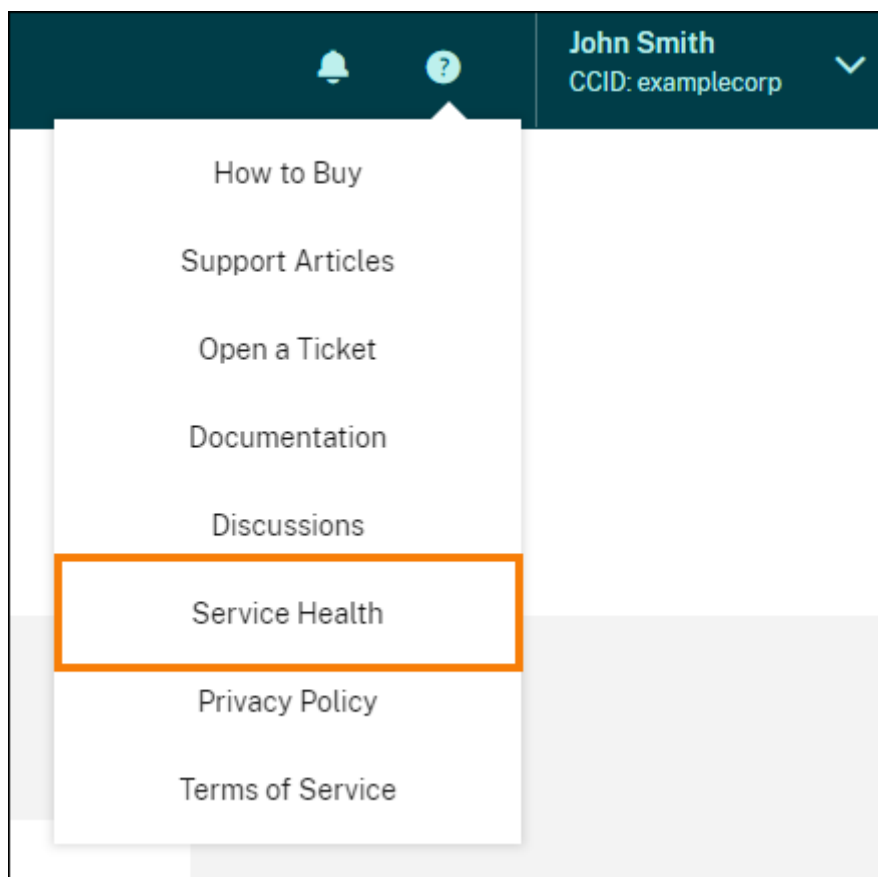 John Smith
CCID: examplecorp
?
How to Buy
Support Articles
Open a Ticket
Documentation
Discussions
Service Health
Privacy Policy
Terms of Service